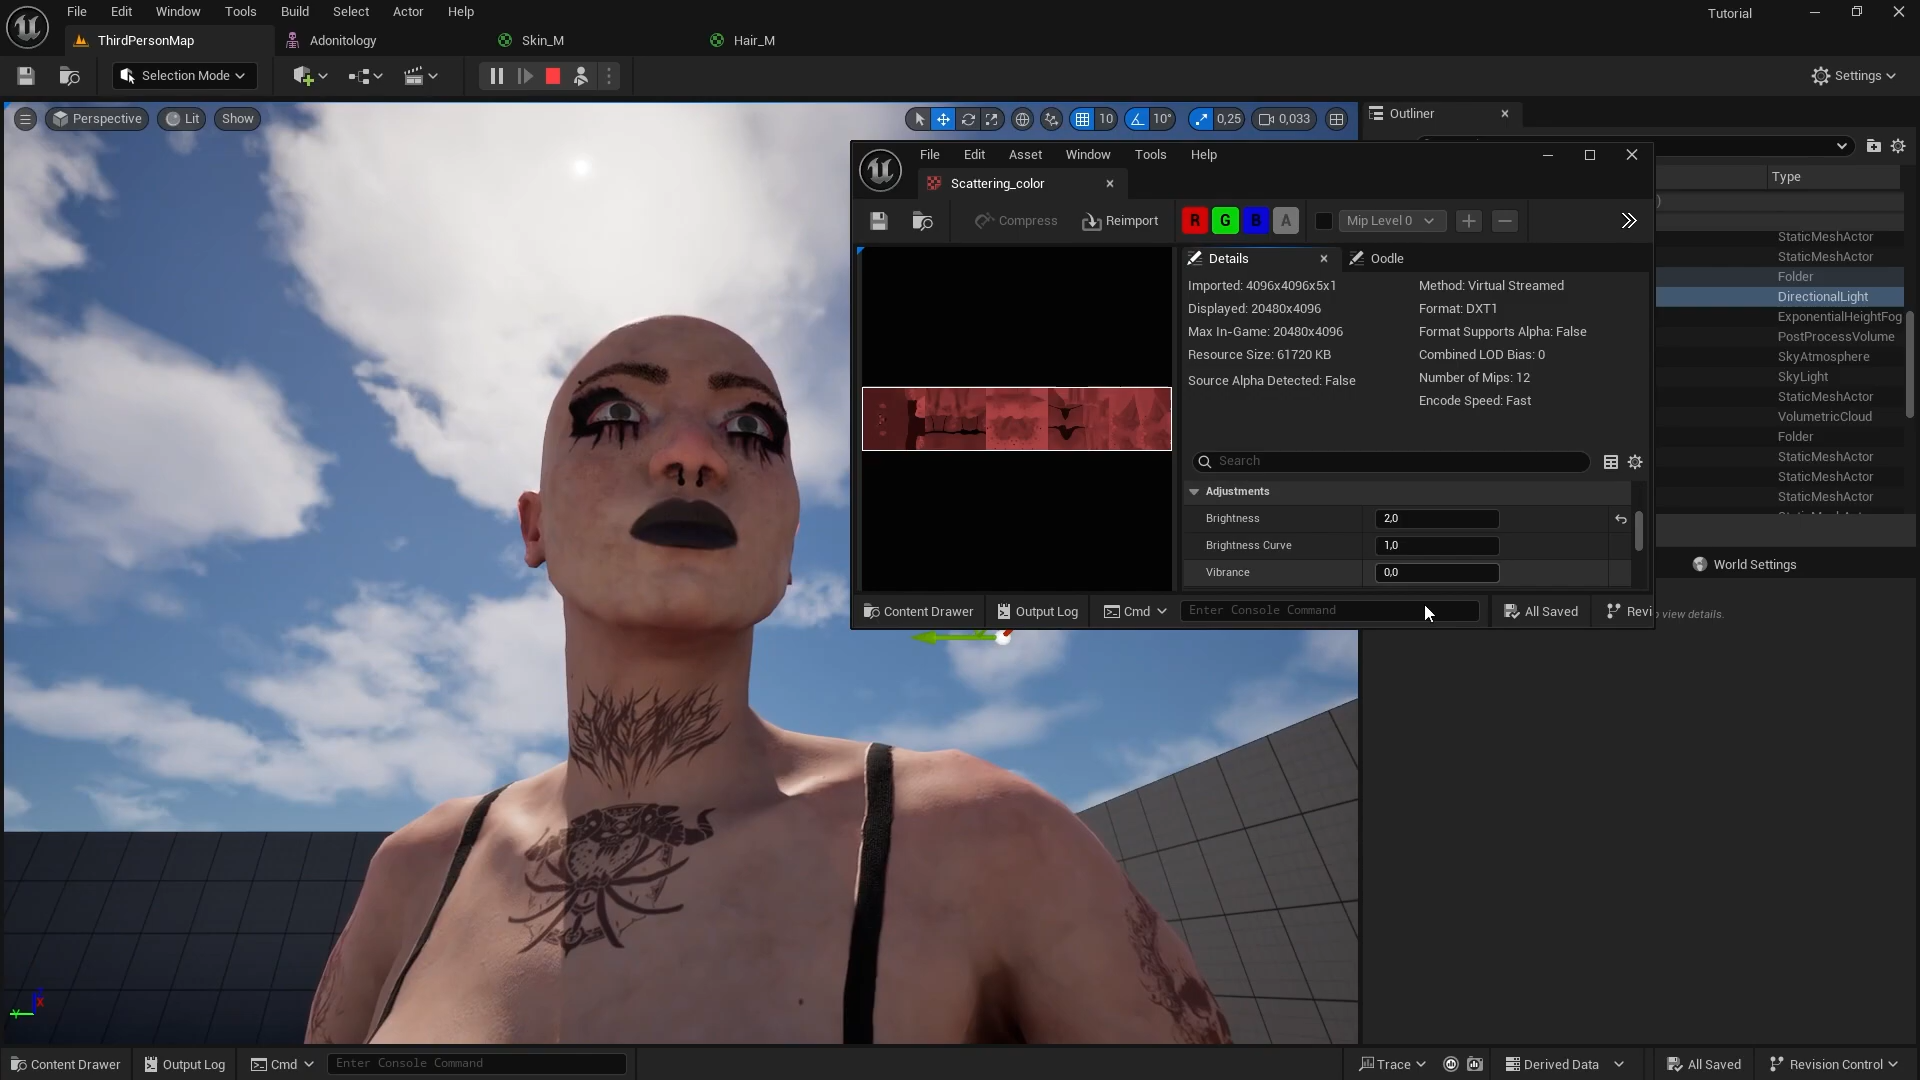 File Edit Window Tools Build Select Actor Help
Tutorial
ThirdPersonMap
Adonitology
Skin_M
Hair_M
Selection Mode
Settings
Perspective
Lit
Show
10
10°
0,25
0,033
Outliner
Type
StaticMeshActor
StaticMeshActor
Folder
DirectionalLight
ExponentialHeightFog
PostProcessVolume
SkyAtmosphere
SkyLight
StaticMeshActor
VolumetricCloud
Folder
StaticMeshActor
StaticMeshActor
StaticMeshActor
World Settings
view details.
File Edit Asset Window Tools Help
Scattering_color
Compress
Reimport
R G B A
Mip Level 0
Details
Oodle
Imported: 4096x4096x5x1
Displayed: 20480x4096
Max In-Game: 20480x4096
Resource Size: 61720 KB
Source Alpha Detected: False
Method: Virtual Streamed
Format: DXT1
Format Supports Alpha: False
Combined LOD Bias: 0
Number of Mips: 12
Encode Speed: Fast
Search
Adjustments
Brightness 2,0
Brightness Curve 1,0
Vibrance 0,0
Content Drawer
Output Log
Cmd
Enter Console Command
All Saved
Revi
Content Drawer
Output Log
Cmd
Enter Console Command
Trace
Derived Data
All Saved
Revision Control